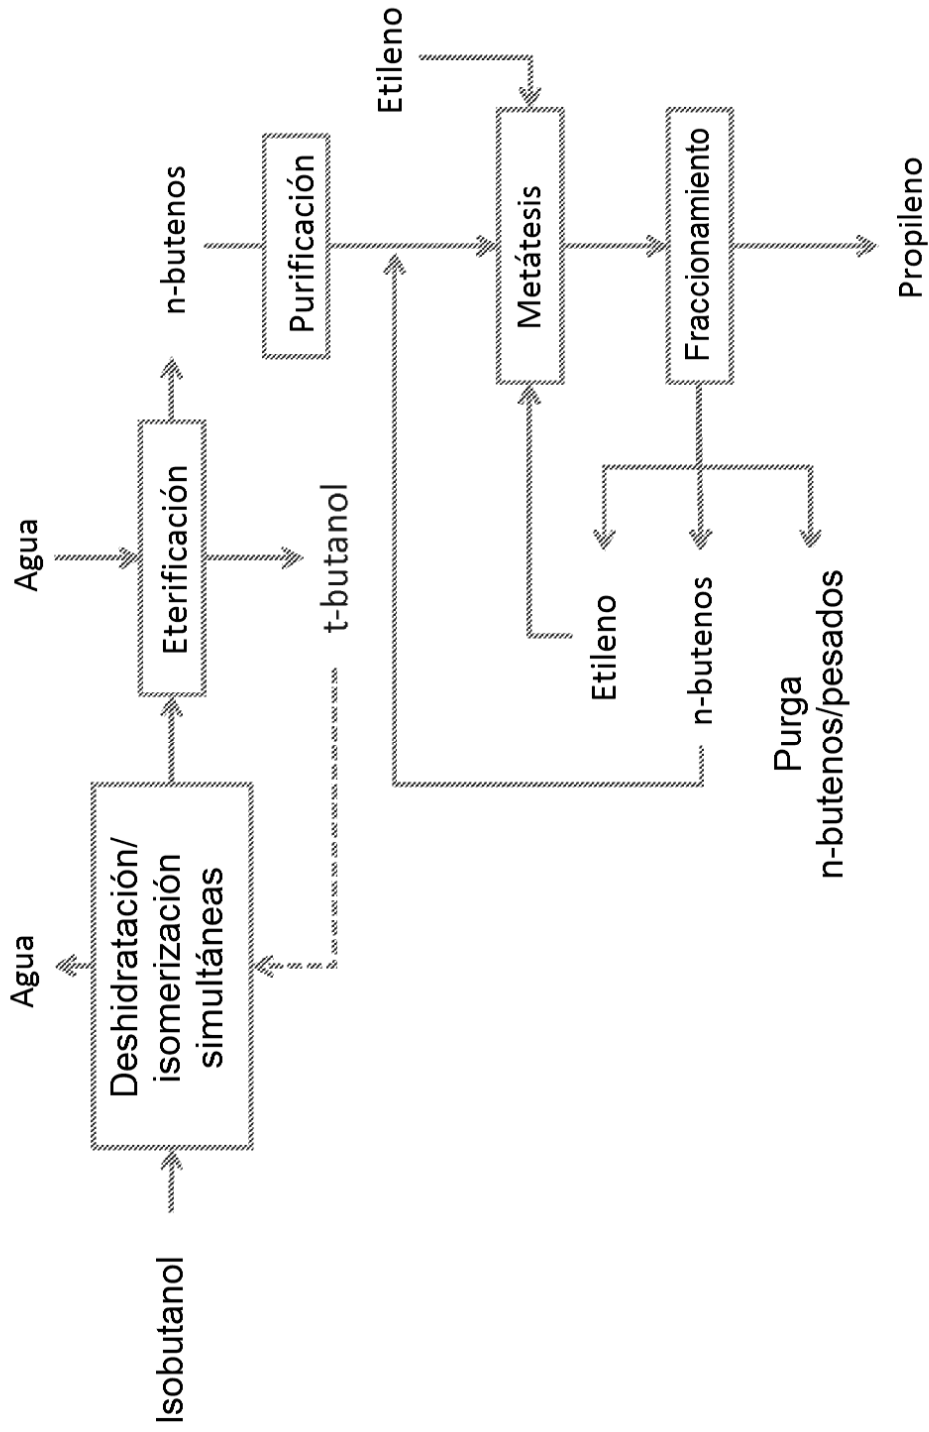 Isobutanol
Agua
Deshidratación/
isomerización
simultáneas
Agua
Eterificación
t-butanol
n-butenos
Purificación
Etileno
Metátesis
Fraccionamiento
Etileno
n-butenos
Purga
n-butenos/pesados
Propileno